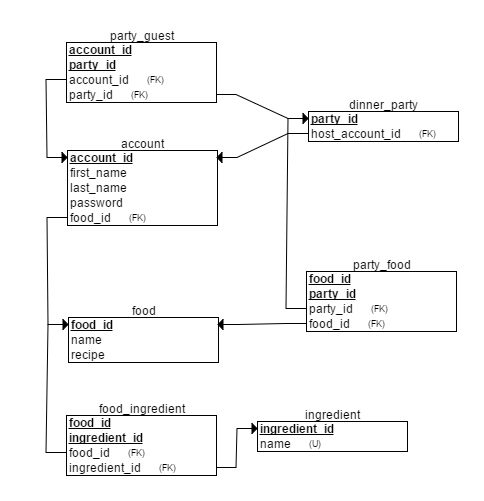 party_guest
account_id
party_id
account_id (FK)
party_id (FK)
dinner_party
party_id
host_account_id (FK)
account
account_id
first_name
last_name
password
food_id (FK)
party_food
food_id
party_id
party_id (FK)
food_id (FK)
food
food_id
name
recipe
food_ingredient
food_id
ingredient_id
food_id (FK)
ingredient_id (FK)
ingredient
ingredient_id
name (U)